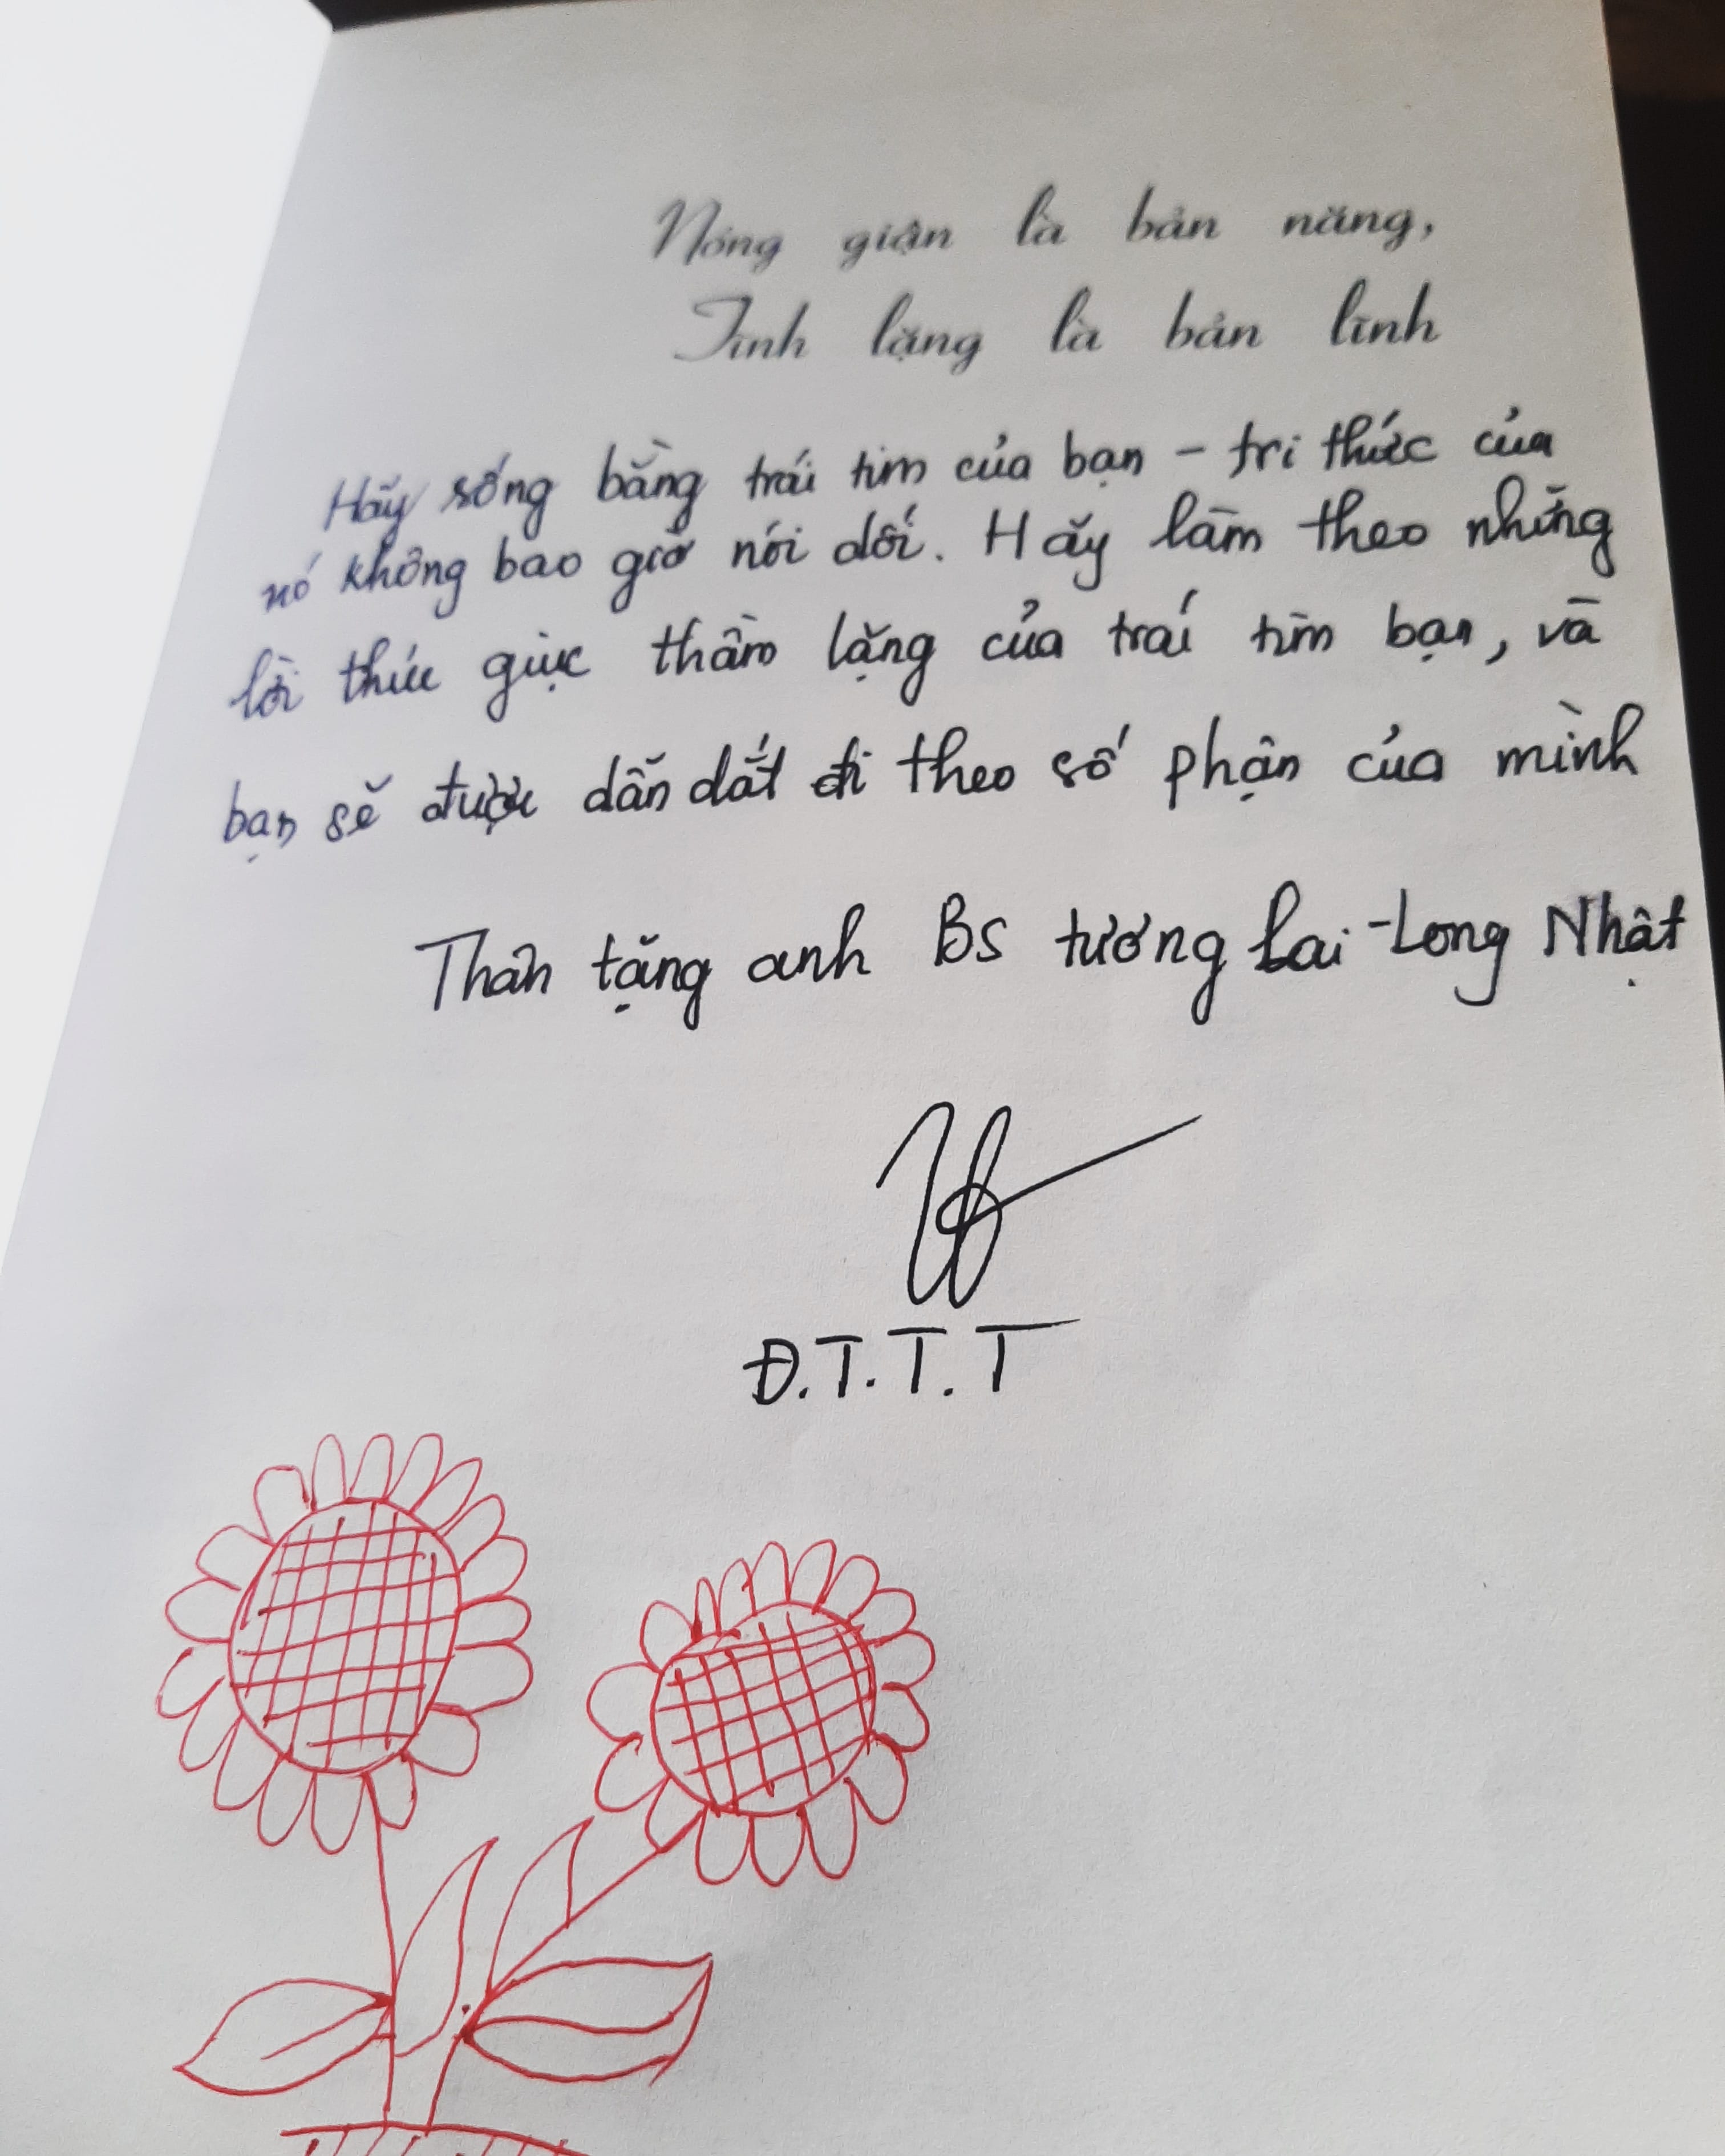 Nóng giận là bản năng,
Tĩnh lặng là bản lĩnh
Hãy sống bằng trái tim của bạn - tri thức của
nó không bao giờ nói dối. Hãy làm theo những
lời thúc giục thầm lặng của trái tim bạn, và
bạn sẽ được dẫn dắt đi theo số phận của mình
Thân tặng anh BS tương lai - Long Nhật
Đ.T.T.T